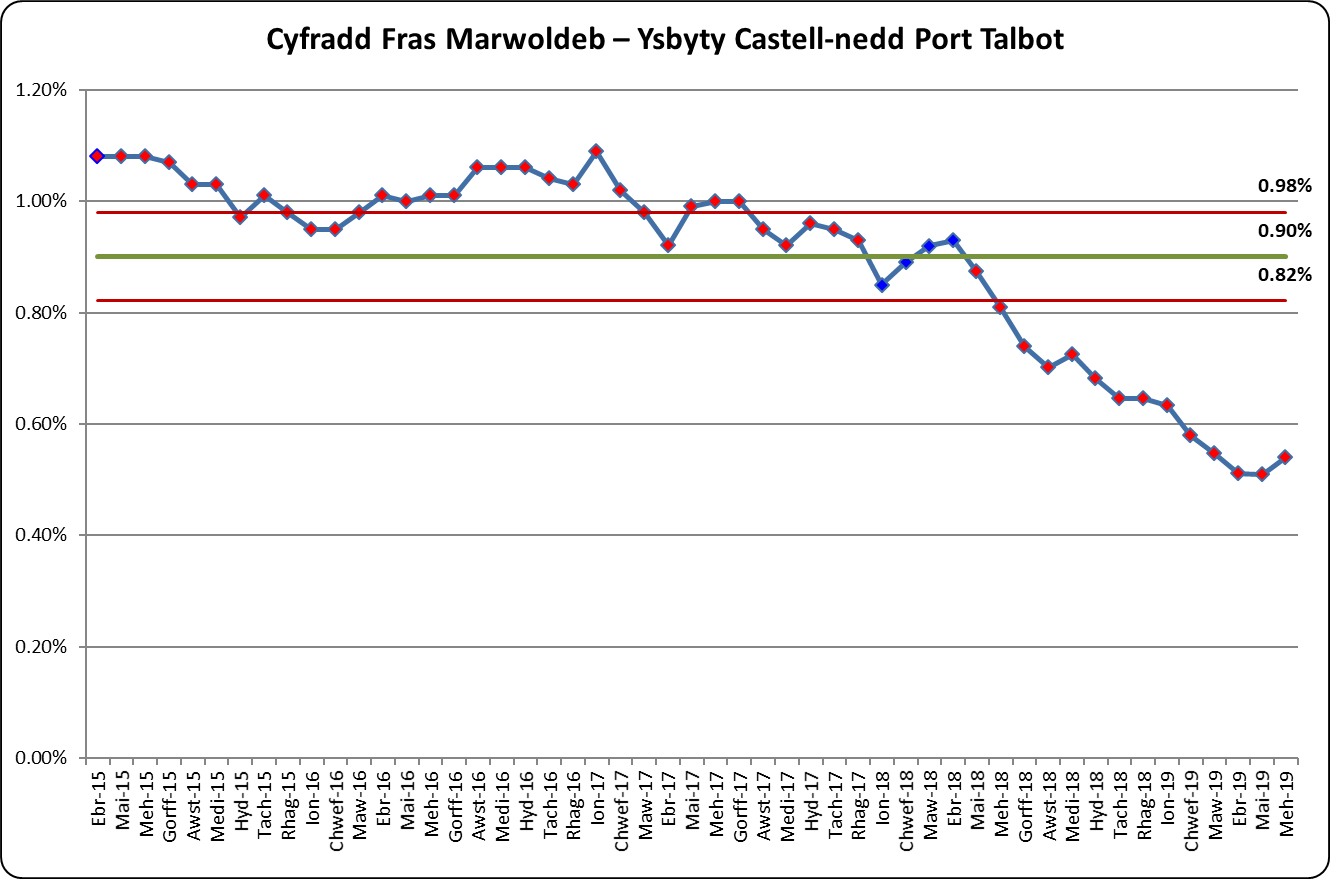 Cyfradd Fras Marwoldeb – Ysbyty Castell-nedd Port Talbot
1.20%
1.00%
0.80%
0.60%
0.40%
0.20%
0.00%
0.98%
0.90%
0.82%
Ebr-15
Mai-15
Meh-15
Gorff-15
Awst-15
Medi-15
Hyd-15
Tach-15
Rhag-15
Ion-16
Chwef-16
Maw-16
Ebr-16
Mai-16
Meh-16
Gorff-16
Awst-16
Medi-16
Hyd-16
Tach-16
Rhag-16
Ion-17
Chwef-17
Maw-17
Ebr-17
Mai-17
Meh-17
Gorff-17
Awst-17
Medi-17
Hyd-17
Tach-17
Rhag-17
Ion-18
Chwef-18
Maw-18
Ebr-18
Mai-18
Meh-18
Gorff-18
Awst-18
Medi-18
Hyd-18
Tach-18
Rhag-18
Ion-19
Chwef-19
Maw-19
Ebr-19
Mai-19
Meh-19